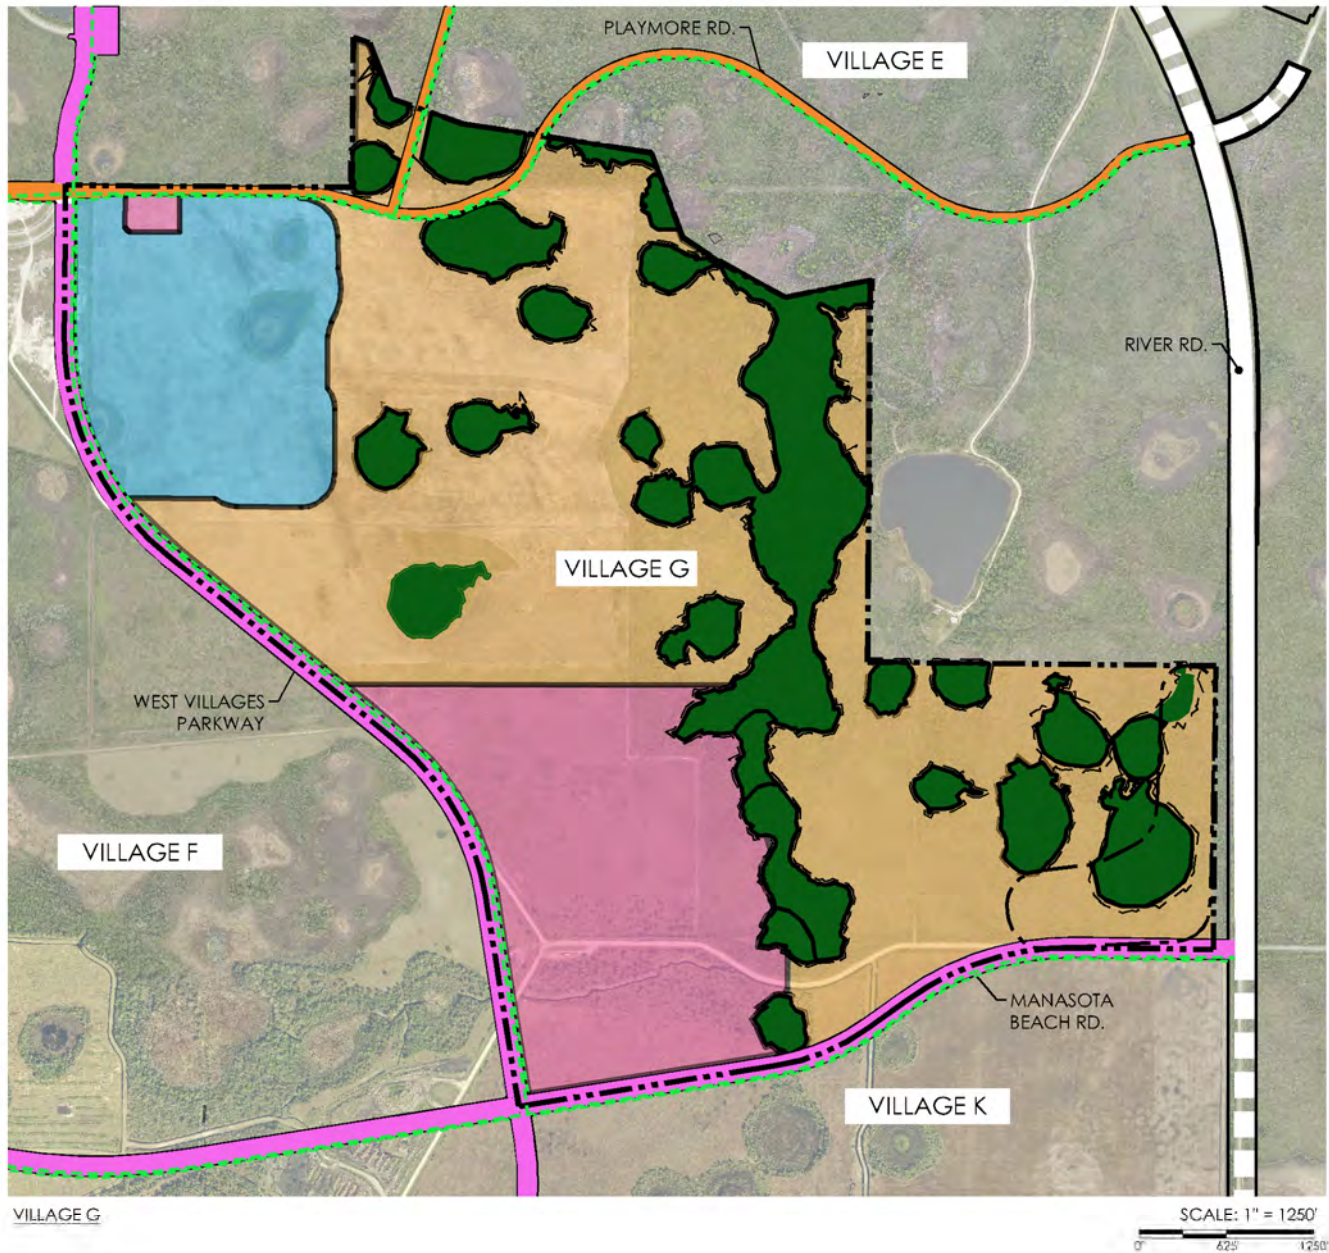 PLAYMORE RD.
VILLAGE E
RIVER RD.
VILLAGE G
WEST VILLAGES
PARKWAY
VILLAGE F
MANASOTA
BEACH RD.
VILLAGE K
VILLAGE G
SCALE: 1" = 1250'
0" 625' 1250'